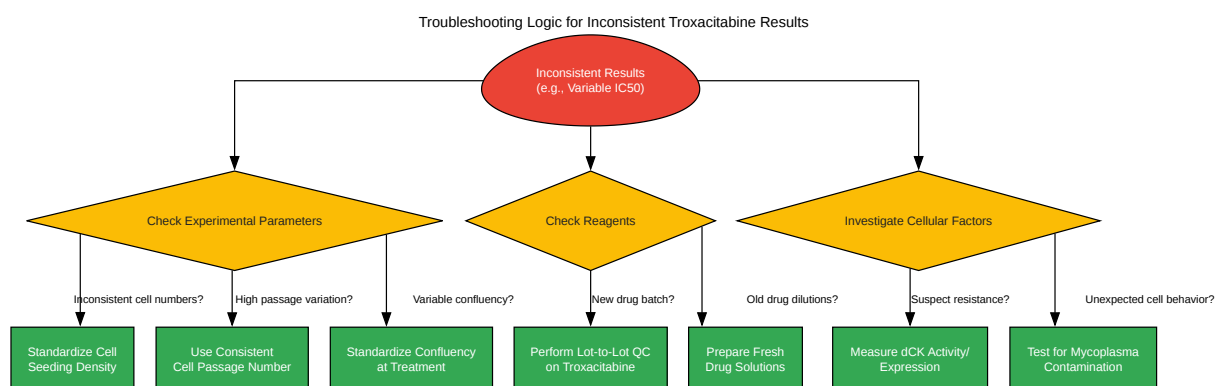 Troubleshooting Logic for Inconsistent Troxacitabine Results
Inconsistent Results
(e.g., Variable IC50)
Check Experimental Parameters
Check Reagents
Investigate Cellular Factors
Inconsistent cell numbers?
High passage variation?
Variable confluency?
New drug batch?
Old drug dilutions?
Suspect resistance?
Unexpected cell behavior?
Standardize Cell
Seeding Density
Use Consistent
Cell Passage Number
Standardize Confluency
at Treatment
Perform Lot-to-Lot QC
on Troxacitabine
Prepare Fresh
Drug Solutions
Measure dCK Activity/
Expression
Test for Mycoplasma
Contamination